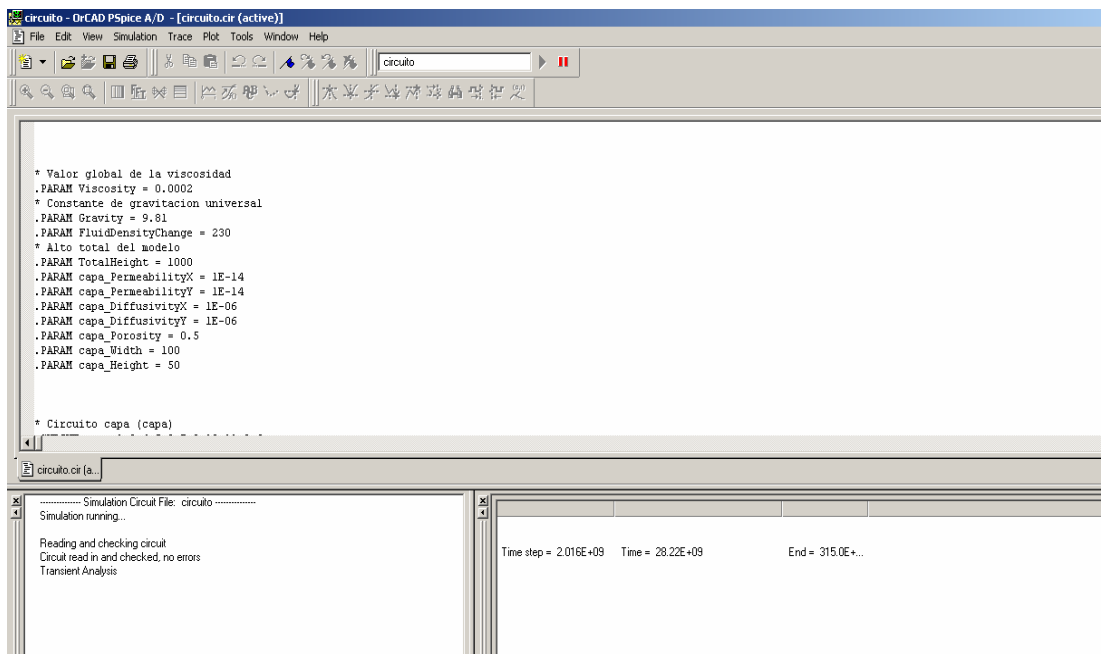 circuito - OrCAD PSpice A/D - [circuito.cir (active)]
File Edit View Simulation Trace Plot Tools Window Help
circuito
* Valor global de la viscosidad
.PARAM Viscosity = 0.0002
* Constante de gravitacion universal
.PARAM Gravity = 9.81
.PARAM FluidDensityChange = 230
* Alto total del modelo
.PARAM TotalHeight = 1000
.PARAM capa_PermeabilityX = 1E-14
.PARAM capa_PermeabilityY = 1E-14
.PARAM capa_DiffusivityX = 1E-06
.PARAM capa_DiffusivityY = 1E-06
.PARAM capa_Porosity = 0.5
.PARAM capa_Width = 100
.PARAM capa_Height = 50
* Circuito capa (capa)
circuito.cir (a...
-------------- Simulation Circuit File: circuito --------------
Simulation running...
Reading and checking circuit
Circuit read in and checked, no errors
Transient Analysis
Time step = 2.016E+09 Time = 28.22E+09 End = 315.0E+...